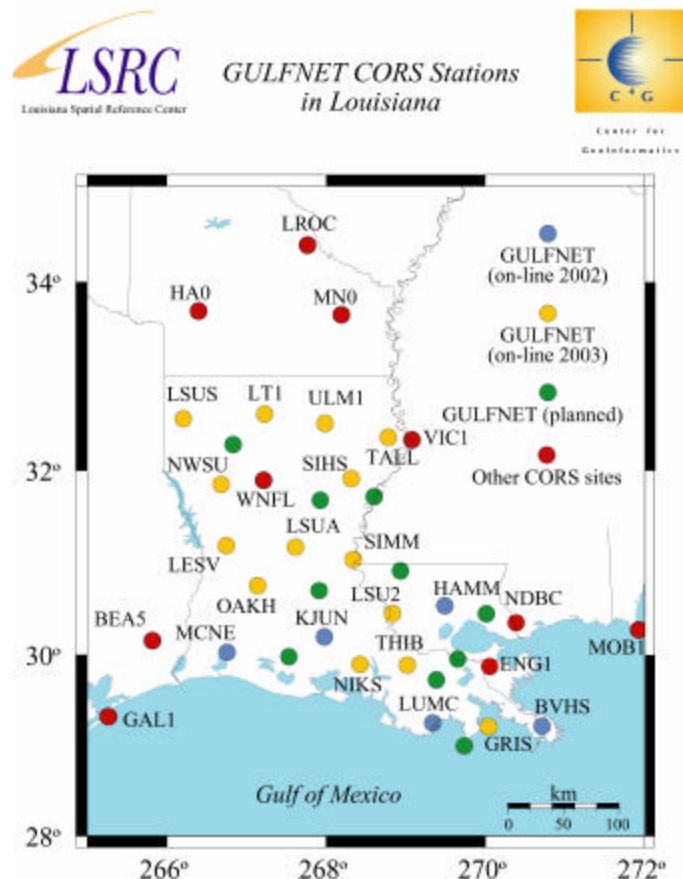 LSRC
Louisiana Spatial Reference Center
GULFNET CORS Stations
in Louisiana
C G
Center for
GeoInformatics
LROC
34°
HA0
MN0
GULFNET
(on-line 2002)
GULFNET
(on-line 2003)
GULFNET (planned)
Other CORS sites
LSUS
LT1
ULM1
VIC1
TALL
32°
NWSU
SIHS
WNFL
LSUA
SIMM
LESV
OAKH
LSU2
HAMM
NDBC
BEA5
MCNE
KJUN
THIB
MOB1
30°
NIKS
ENG1
LUMC
BVHS
GAL1
GRIS
Gulf of Mexico
km
0 50 100
28°
266° 268° 270° 272°